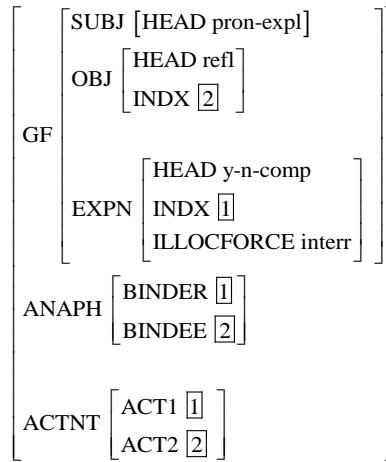 SUBJ [HEAD pron-expl]
HEAD refl
OBJ
INDX 2
GF
HEAD y-n-comp
EXPN INDX 1
ILLOCFORCE interr
BINDER 1
ANAPH
BINDEE 2
ACT1 1
ACTNT
ACT2 2